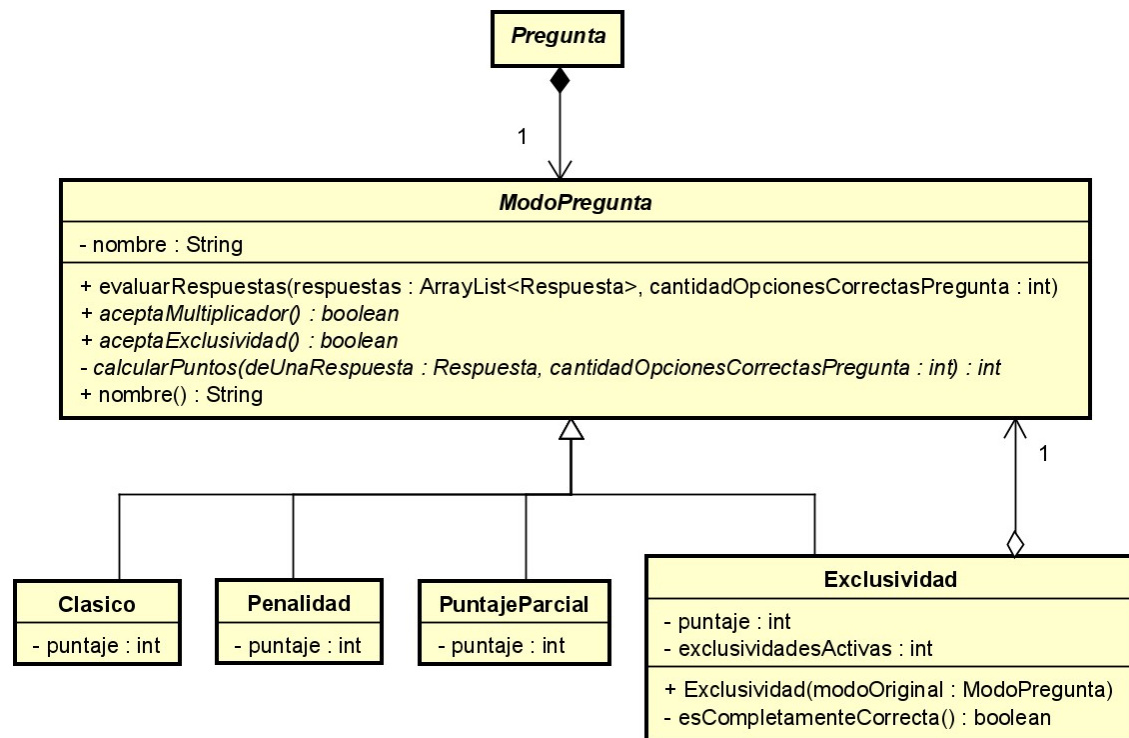 Pregunta
1
ModoPregunta
- nombre : String
+ evaluarRespuestas(respuestas : ArrayList<Respuesta>, cantidadOpcionesCorrectasPregunta : int)
+ aceptaMultiplicador() : boolean
+ aceptaExclusividad() : boolean
- calcularPuntos(deUnaRespuesta : Respuesta, cantidadOpcionesCorrectasPregunta : int) : int
+ nombre() : String
1
Clasico
- puntaje : int
Penalidad
- puntaje : int
PuntajeParcial
- puntaje : int
Exclusividad
- puntaje : int
- exclusividadesActivas : int
+ Exclusividad(modoOriginal : ModoPregunta)
- esCompletamenteCorrecta() : boolean